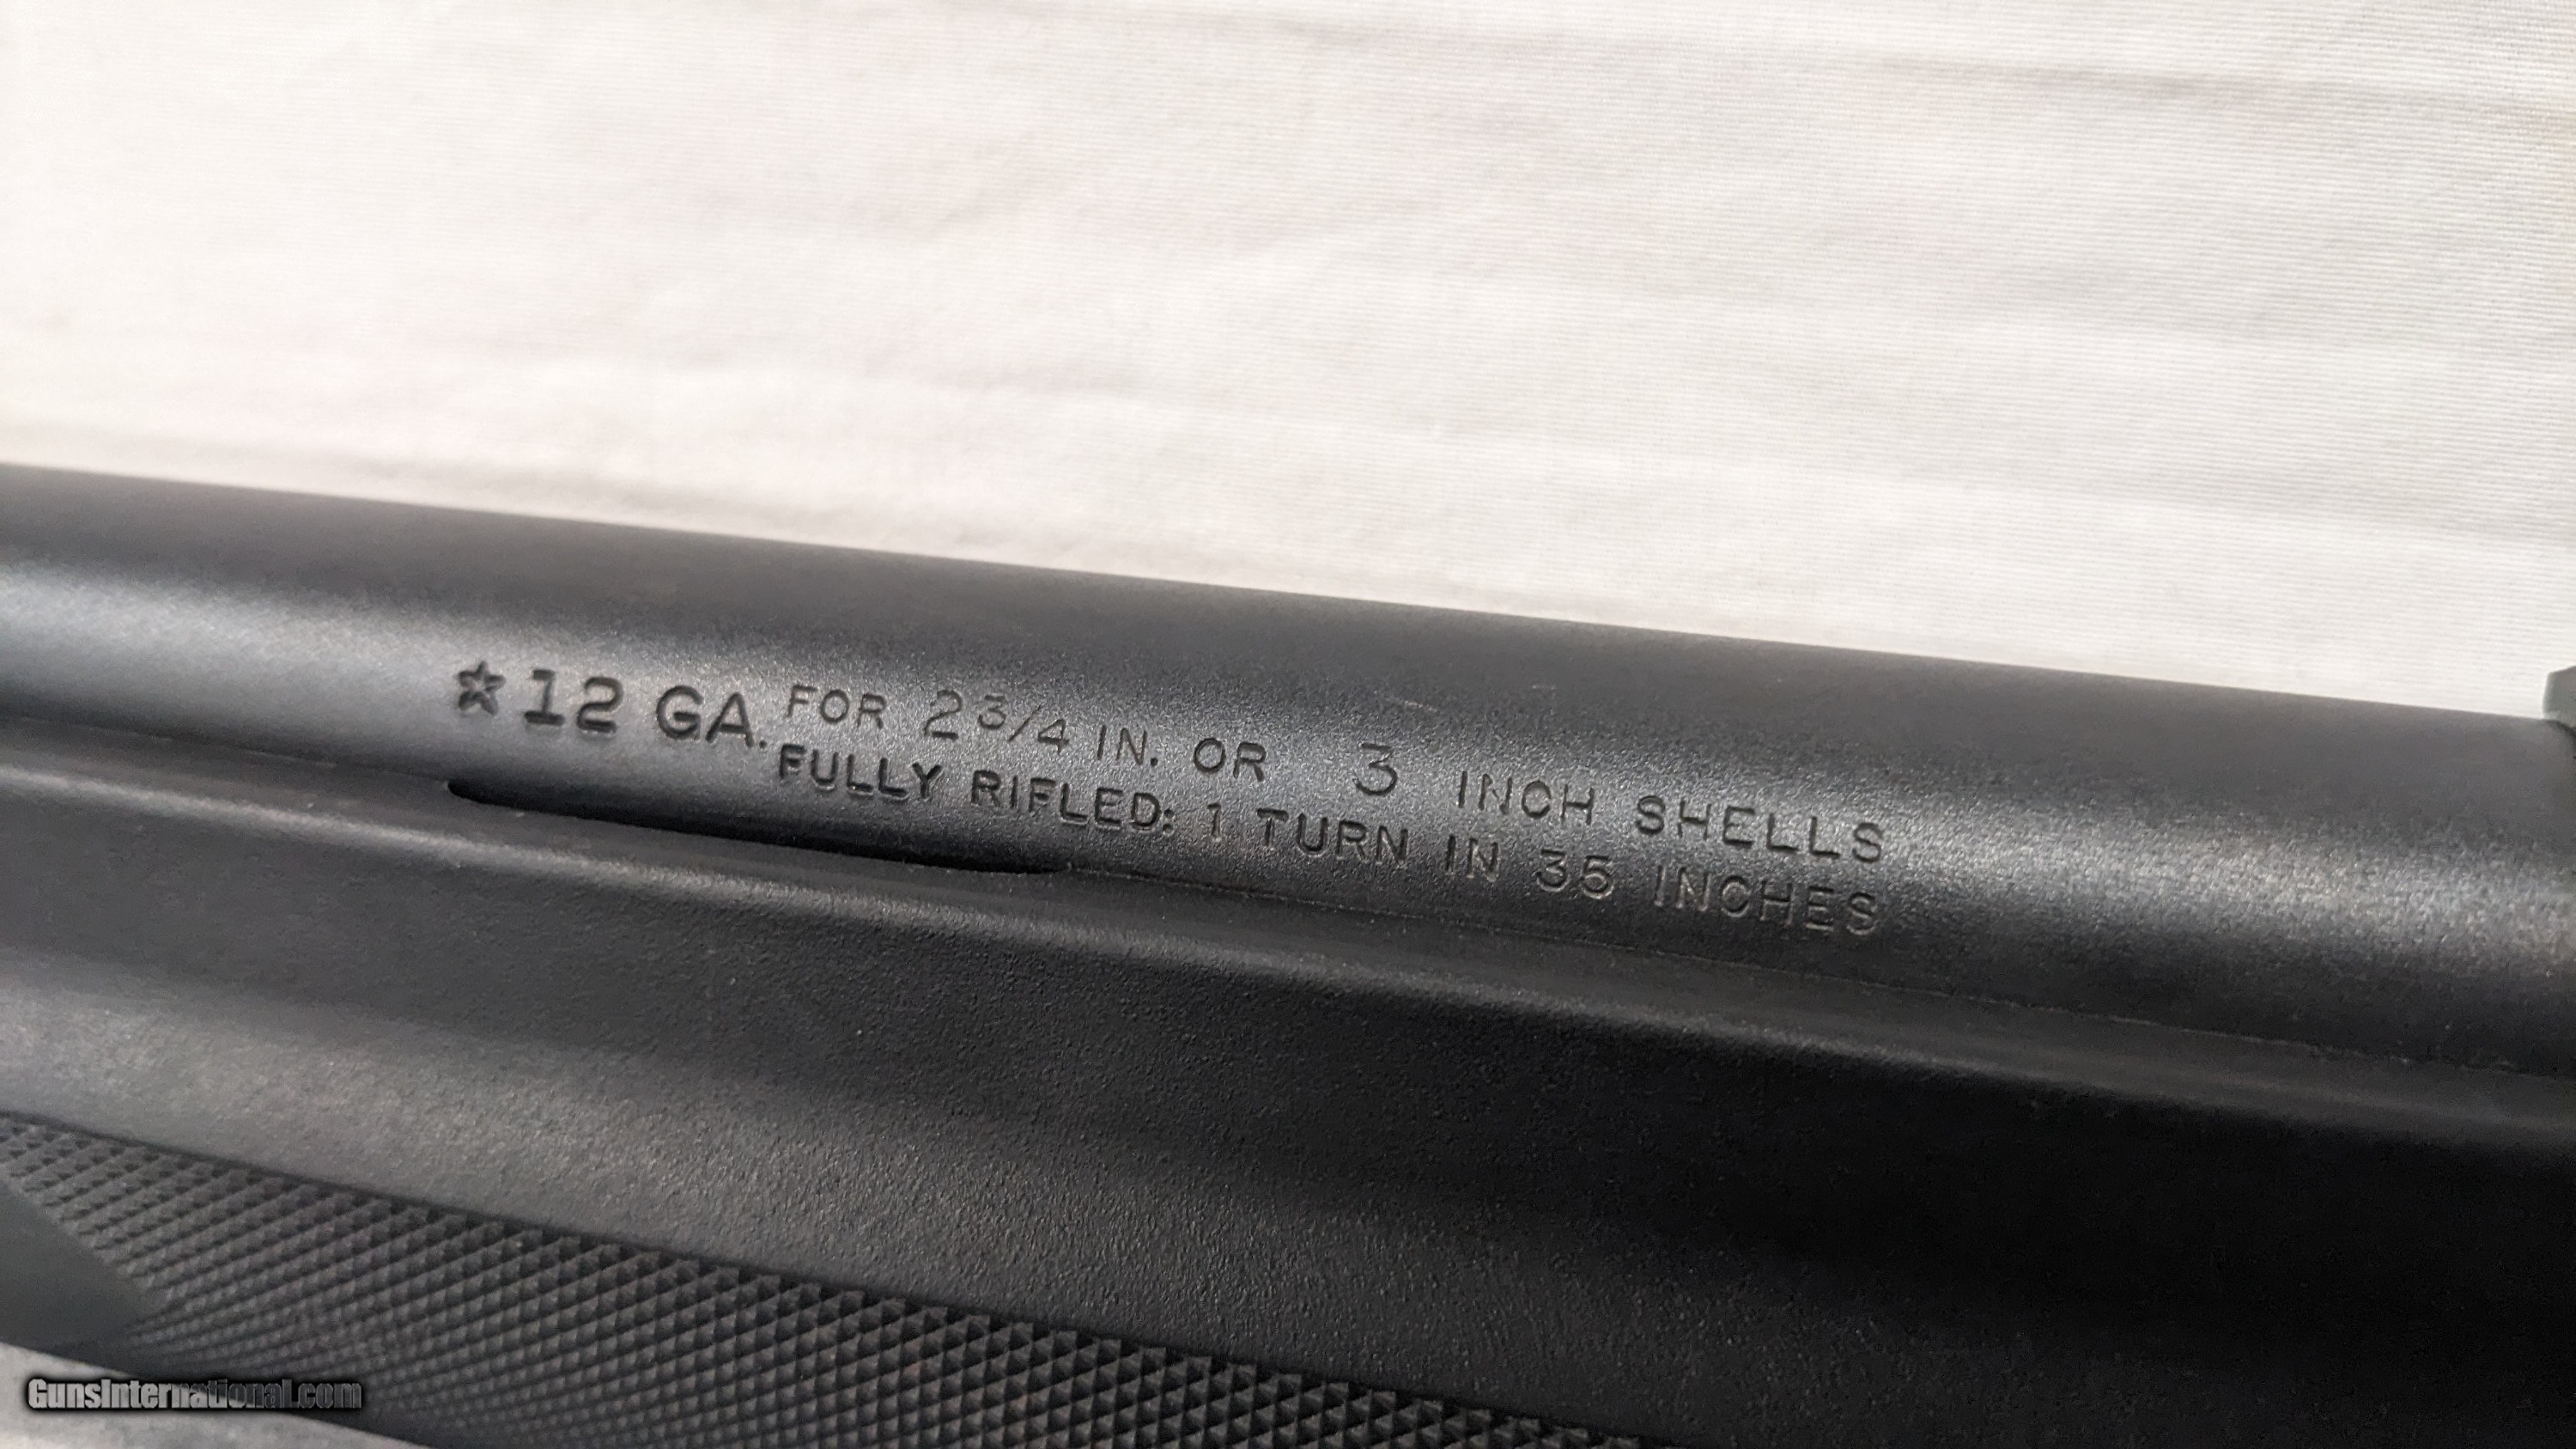 ☆12 GA. FOR 2 3/4 IN. OR 3 INCH SHELLS
FULLY RIFLED: 1 TURN IN 35 INCHES
GunsInternational.com